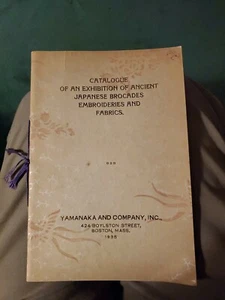 CATALOGUE
OF AN EXHIBITION OF ANCIENT
JAPANESE BROCADES
EMBROIDERIES AND
FABRICS.
YAMANAKA AND COMPANY, INC.
424 BOYLSTON STREET,
BOSTON, MASS.